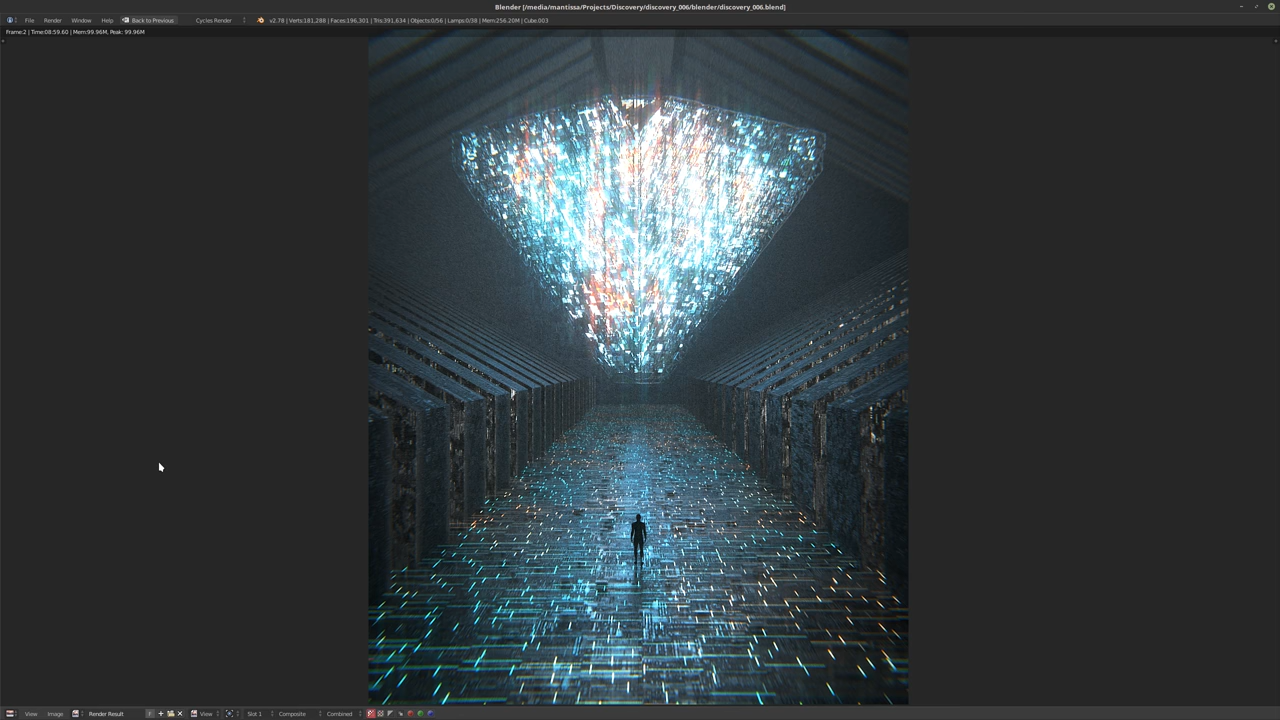 Blender [/media/mantissa/Projects/Discovery/discovery_006/blender/discovery_006.blend]
File Render Window Help Back to Previous Cycles Render v2.78 | Verts:181,288 | Faces:196,301 | Tris:391,634 | Objects:0/56 | Lamps:0/38 | Mem:256.20M | Cube.003
Frame:2 | Time:08:59.60 | Mem:99.96M, Peak: 99.96M
View Image Render Result F View Slot 1 Composite Combined